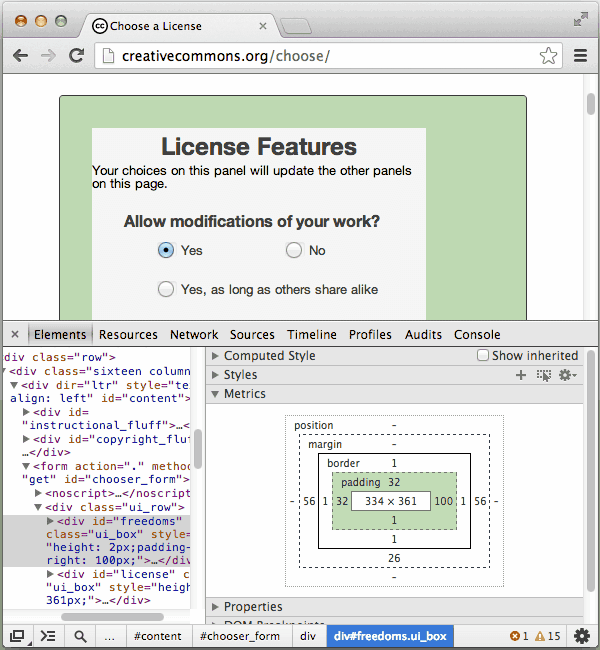 Choose a License
creativecommons.org/choose/
License Features
Your choices on this panel will update the other panels
on this page.
Allow modifications of your work?
Yes
No
Yes, as long as others share alike
× Elements Resources Network Sources Timeline Profiles Audits Console
div class="row">
▼<div class="sixteen column
▼<div dir="ltr" style="te
align: left" id="content">
▶<div id=
"instructional_fluff">…</
▶<div id="copyright_fluf
…</div>
▼<form action="." metho
"get" id="chooser_form">
▶<noscript>…</noscript
▼<div class="ui_row">
▶<div id="freedoms"
class="ui_box" style=
"height: 2px;padding-
right: 100px;">…</di
▶<div id="license" c
"ui_box" style="heig
361px;">…</div>
▶ Computed Style
Show inherited
▶ Styles
▼ Metrics
position -
margin -
border 1
padding 32
- 56 1 32 334 × 361 100 1 56 -
1
1
26
-
▶ Properties
… #content #chooser_form div div#freedoms.ui_box
1 15